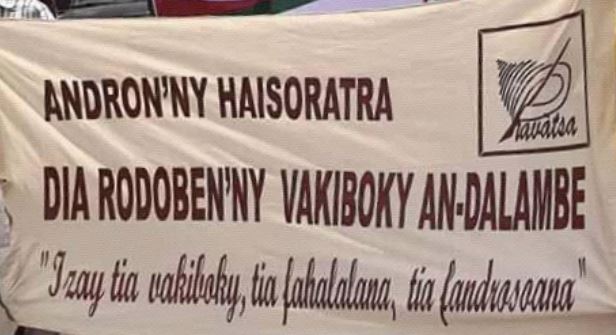 ANDRON'NY HAISORATRA
Havatsa
DIA RODOBEN'NY VAKIBOKY AN-DALAMBE
"Izay tia vakiboky, tia fahalalana, tia fandrosoana"